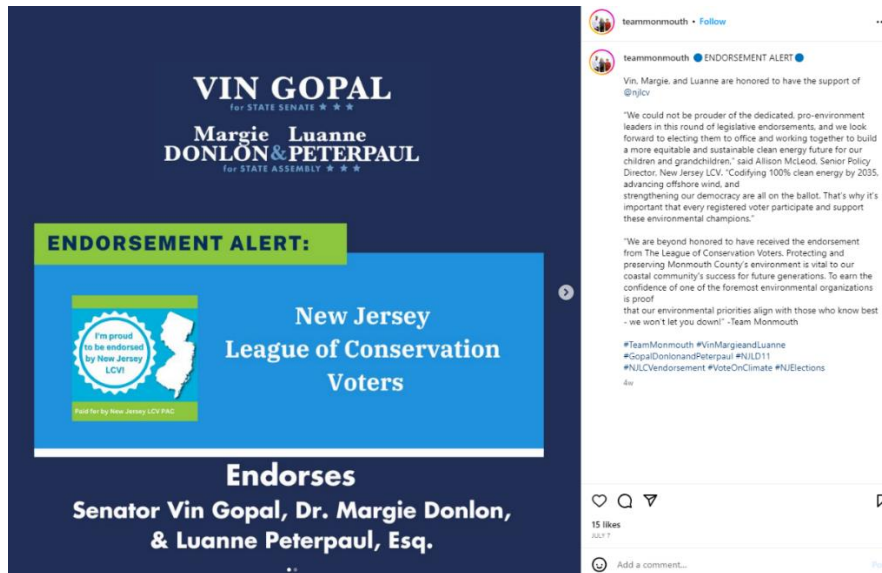 VIN GOPAL
for STATE SENATE ★ ★ ★
Margie Luanne
DONLON & PETERPAUL
for STATE ASSEMBLY ★ ★ ★
ENDORSEMENT ALERT:
I'm proud
to be endorsed
by New Jersey
LCV!
Paid for by New Jersey LCV PAC
New Jersey
League of Conservation
Voters
Endorses
Senator Vin Gopal, Dr. Margie Donlon,
& Luanne Peterpaul, Esq.
teammonmouth • Follow
teammonmouth 🔵ENDORSEMENT ALERT🔵
Vin, Margie, and Luanne are honored to have the support of
@njlcv
"We could not be prouder of the dedicated, pro-environment
leaders in this round of legislative endorsements, and we look
forward to electing them to office and working together to build
a more equitable and sustainable clean energy future for our
children and grandchildren," said Allison McLeod, Senior Policy
Director, New Jersey LCV. "Codifying 100% clean energy by 2035,
advancing offshore wind, and
strengthening our democracy are all on the ballot. That's why it's
important that every registered voter participate and support
these environmental champions."
"We are beyond honored to have received the endorsement
from The League of Conservation Voters. Protecting and
preserving Monmouth County's environment is vital to our
coastal community's success for future generations. To earn the
confidence of one of the foremost environmental organizations
is proof
that our environmental priorities align with those who know best
- we won't let you down!" -Team Monmouth
#TeamMonmouth #VinMargieandLuanne
#GopalDonlonandPeterpaul #NJLD11
#NJLCVendorsement #VoteOnClimate #NJElections
4w
15 likes
JULY 7
Add a comment...